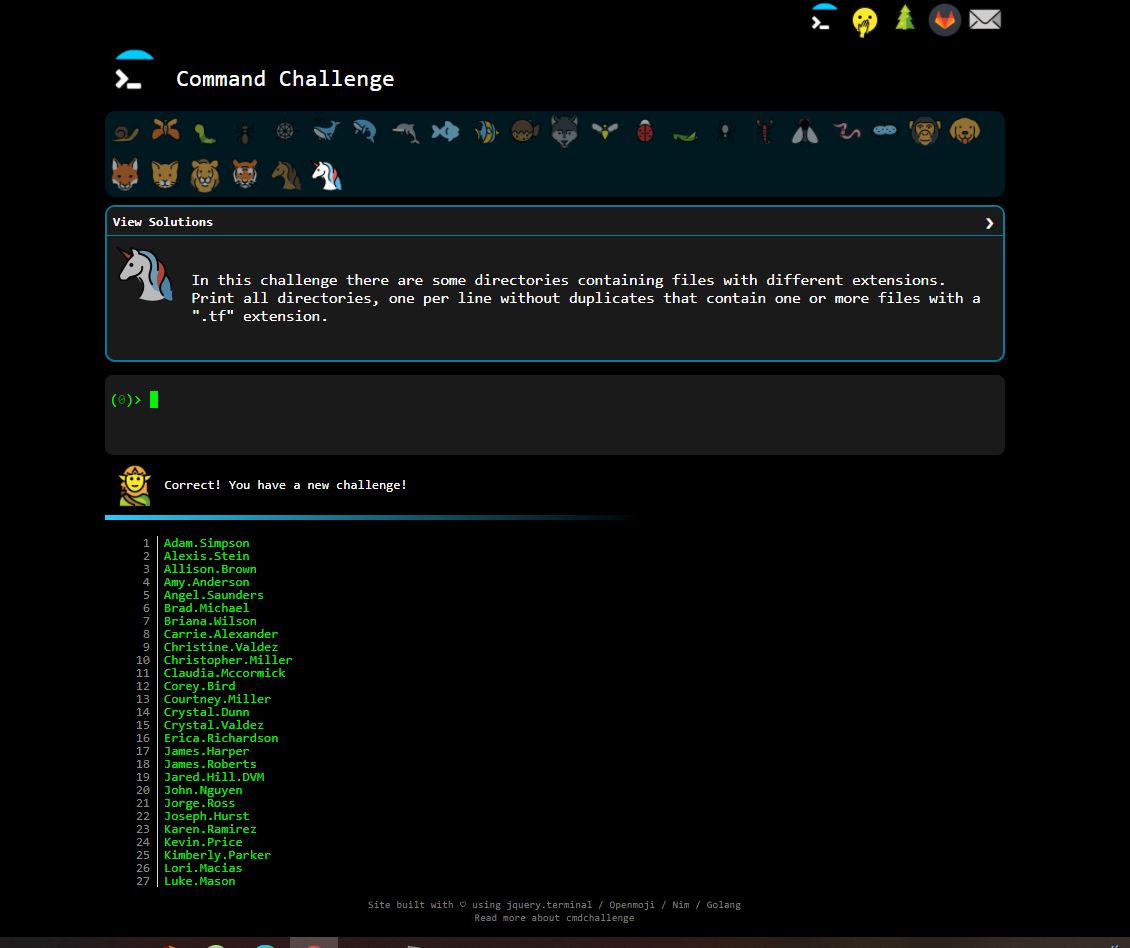 Command Challenge
View Solutions
In this challenge there are some directories containing files with different extensions.
Print all directories, one per line without duplicates that contain one or more files with a
".tf" extension.
(0)>
Correct! You have a new challenge!
1 Adam.Simpson
2 Alexis.Stein
3 Allison.Brown
4 Amy.Anderson
5 Angel.Saunders
6 Brad.Michael
7 Briana.Wilson
8 Carrie.Alexander
9 Christine.Valdez
10 Christopher.Miller
11 Claudia.Mccormick
12 Corey.Bird
13 Courtney.Miller
14 Crystal.Dunn
15 Crystal.Valdez
16 Erica.Richardson
17 James.Harper
18 James.Roberts
19 Jared.Hill.DVM
20 John.Nguyen
21 Jorge.Ross
22 Joseph.Hurst
23 Karen.Ramirez
24 Kevin.Price
25 Kimberly.Parker
26 Lori.Macias
27 Luke.Mason
Site built with ♡ using jquery.terminal / Openmoji / Nim / Golang
Read more about cmdchallenge